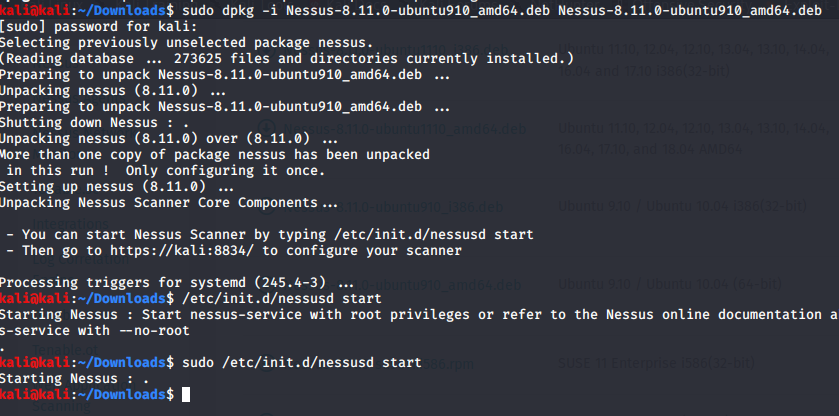 kali@kali:~/Downloads$ sudo dpkg -i Nessus-8.11.0-ubuntu910_amd64.deb Nessus-8.11.0-ubuntu910_amd64.deb
[sudo] password for kali:
Selecting previously unselected package nessus.
(Reading database ... 273625 files and directories currently installed.)
Preparing to unpack Nessus-8.11.0-ubuntu910_amd64.deb ...
Unpacking nessus (8.11.0) ...
Preparing to unpack Nessus-8.11.0-ubuntu910_amd64.deb ...
Shutting down Nessus : .
Unpacking nessus (8.11.0) over (8.11.0) ...
More than one copy of package nessus has been unpacked
 in this run !  Only configuring it once.
Setting up nessus (8.11.0) ...
Unpacking Nessus Scanner Core Components...

 - You can start Nessus Scanner by typing /etc/init.d/nessusd start
 - Then go to https://kali:8834/ to configure your scanner

Processing triggers for systemd (245.4-3) ...
kali@kali:~/Downloads$ /etc/init.d/nessusd start
Starting Nessus : Start nessus-service with root privileges or refer to the Nessus online documentation a
s-service with --no-root
.
kali@kali:~/Downloads$ sudo /etc/init.d/nessusd start
Starting Nessus : .
kali@kali:~/Downloads$